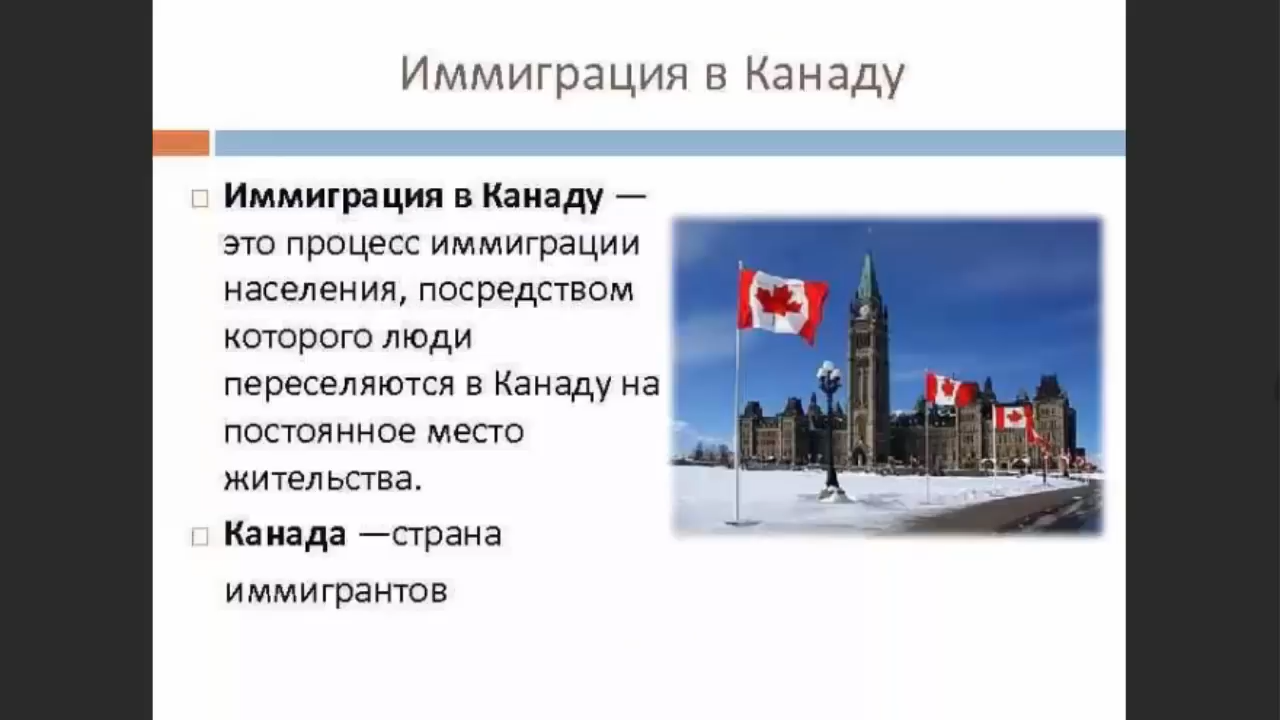 Иммиграция в Канаду
Иммиграция в Канаду —
это процесс иммиграции
населения, посредством
которого люди
переселяются в Канаду на
постоянное место
жительства.
Канада —страна
иммигрантов